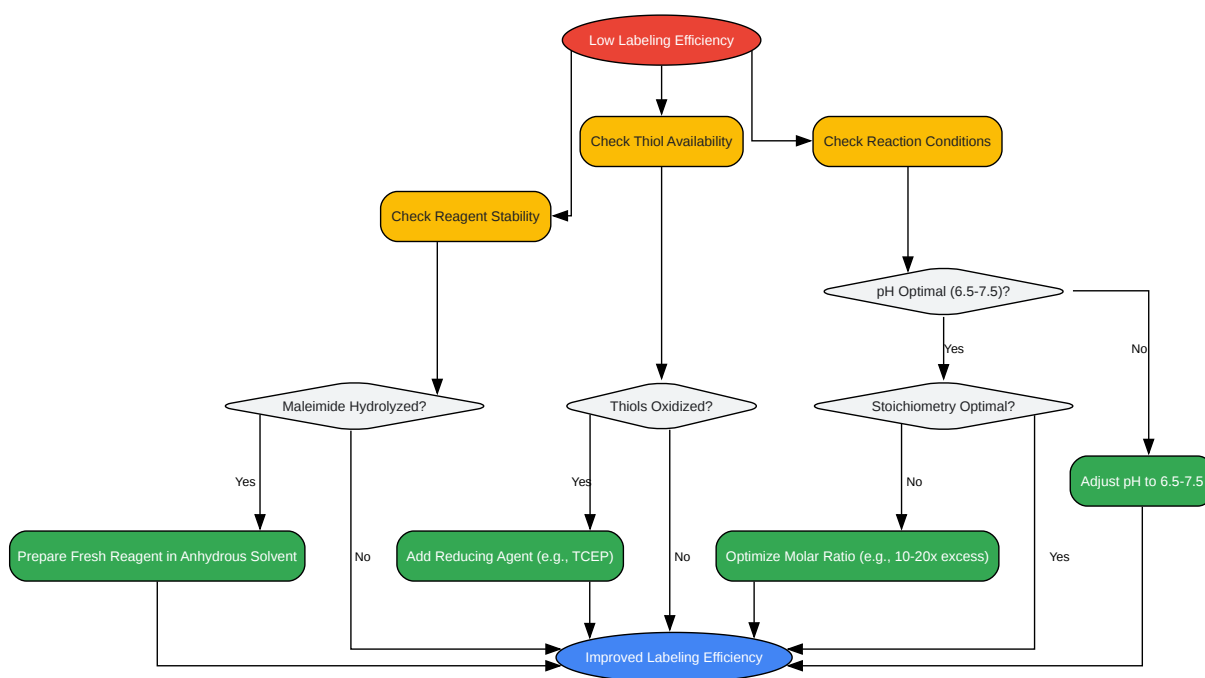 Low Labeling Efficiency
Check Thiol Availability
Check Reaction Conditions
Check Reagent Stability
pH Optimal (6.5-7.5)?
Yes
No
Maleimide Hydrolyzed?
Thiols Oxidized?
Stoichiometry Optimal?
Yes
Yes
No
Adjust pH to 6.5-7.5
Prepare Fresh Reagent in Anhydrous Solvent
No
Add Reducing Agent (e.g., TCEP)
No
Optimize Molar Ratio (e.g., 10-20x excess)
Yes
Improved Labeling Efficiency